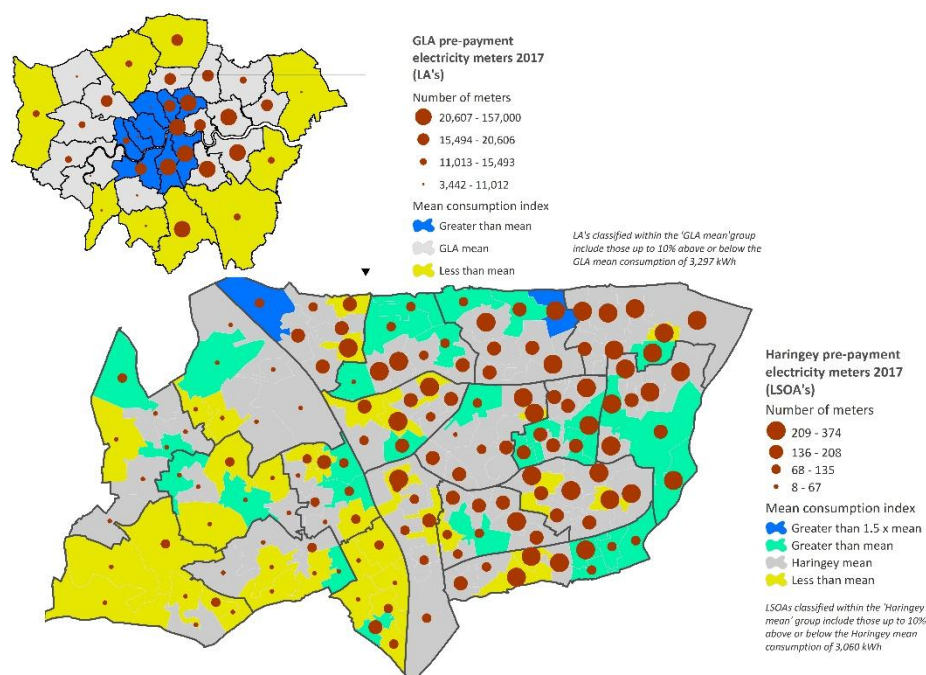 GLA pre-payment
electricity meters 2017
(LA's)
Number of meters
20,607 - 157,000
15,494 - 20,606
11,013 - 15,493
3,442 - 11,012
Mean consumption index
Greater than mean
GLA mean
Less than mean
LA's classified within the 'GLA mean'group
include those up to 10% above or below the
GLA mean consumption of 3,297 kWh
Haringey pre-payment
electricity meters 2017
(LSOA's)
Number of meters
209 - 374
136 - 208
68 - 135
8 - 67
Mean consumption index
Greater than 1.5 x mean
Greater than mean
Haringey mean
Less than mean
LSOAs classified within the 'Haringey
mean' group include those up to 10%
above or below the Haringey mean
consumption of 3,060 kWh